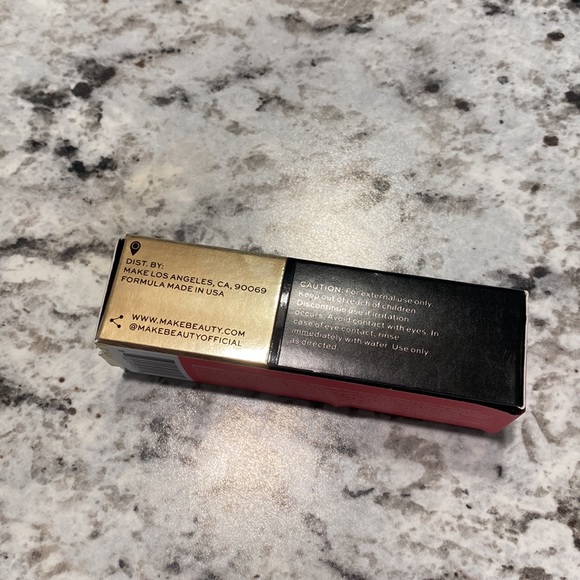 DIST. BY:
MAKE LOS ANGELES, CA, 90069
FORMULA MADE IN USA
WWW.MAKEBEAUTY.COM
@MAKEBEAUTYOFFICIAL
CAUTION: For external use only.
Keep out of reach of children.
Discontinue use if irritation
occurs. Avoid contact with eyes. In
case of eye contact, rinse
immediately with water. Use only
as directed.